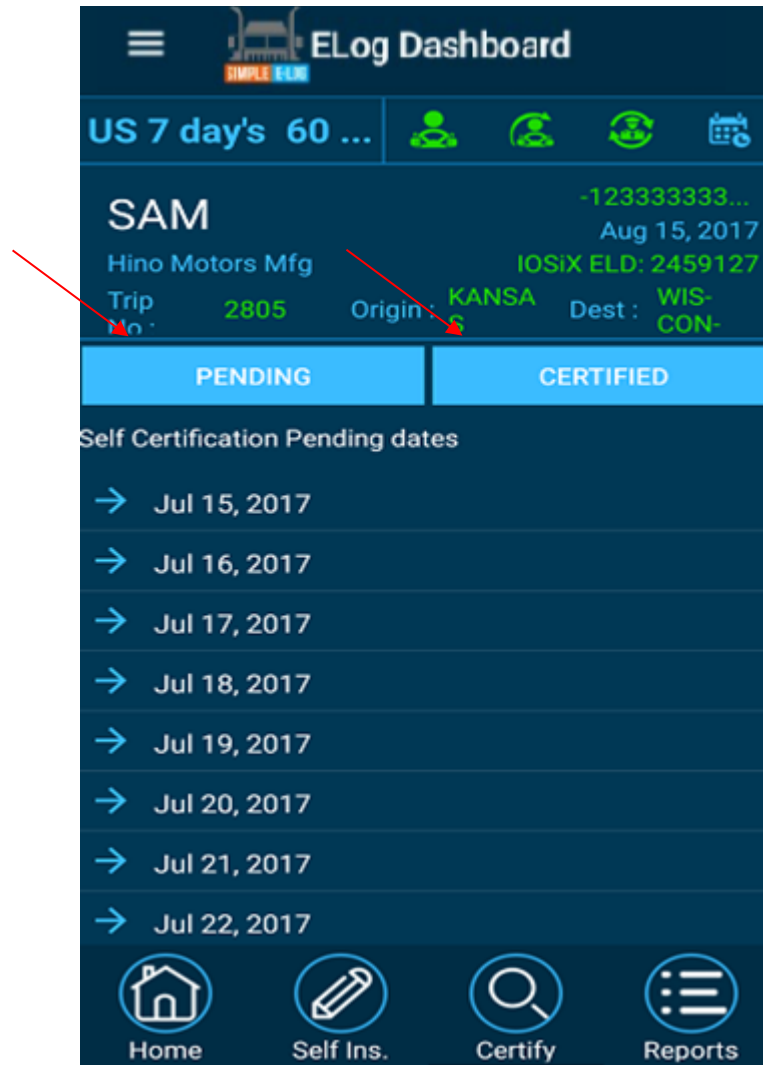 ELog Dashboard
SIMPLE E-LOG
US 7 day's 60 ...
SAM
-123333333...
Aug 15, 2017
Hino Motors Mfg
IOSiX ELD: 2459127
Trip No.: 2805 Origin : KANSA S Dest : WIS-CON-
PENDING CERTIFIED
Self Certification Pending dates
Jul 15, 2017
Jul 16, 2017
Jul 17, 2017
Jul 18, 2017
Jul 19, 2017
Jul 20, 2017
Jul 21, 2017
Jul 22, 2017
Home Self Ins. Certify Reports